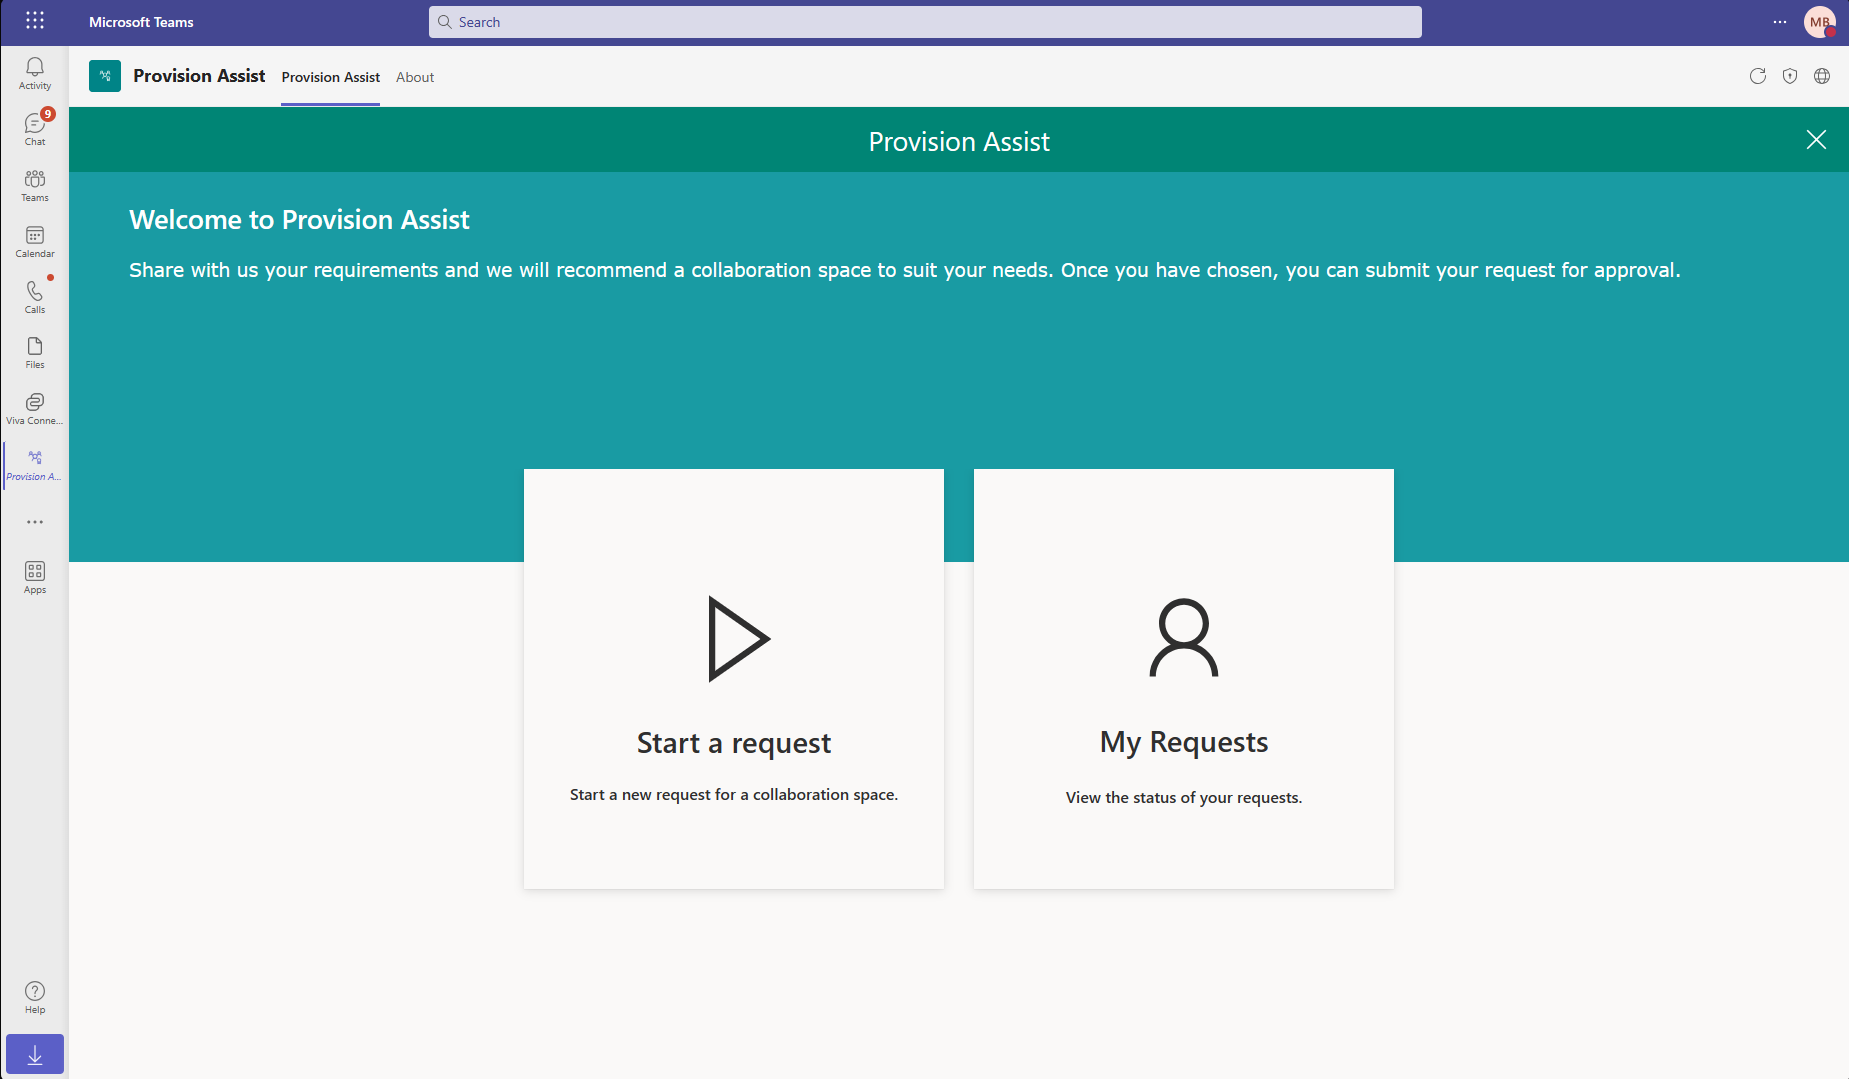 Microsoft Teams
Search
MB
Activity
9
Chat
Teams
Calendar
Calls
Files
Viva Conne...
Provision A...
Apps
Help
Provision Assist
Provision Assist
About
Provision Assist
Welcome to Provision Assist
Share with us your requirements and we will recommend a collaboration space to suit your needs. Once you have chosen, you can submit your request for approval.
Start a request
Start a new request for a collaboration space.
My Requests
View the status of your requests.